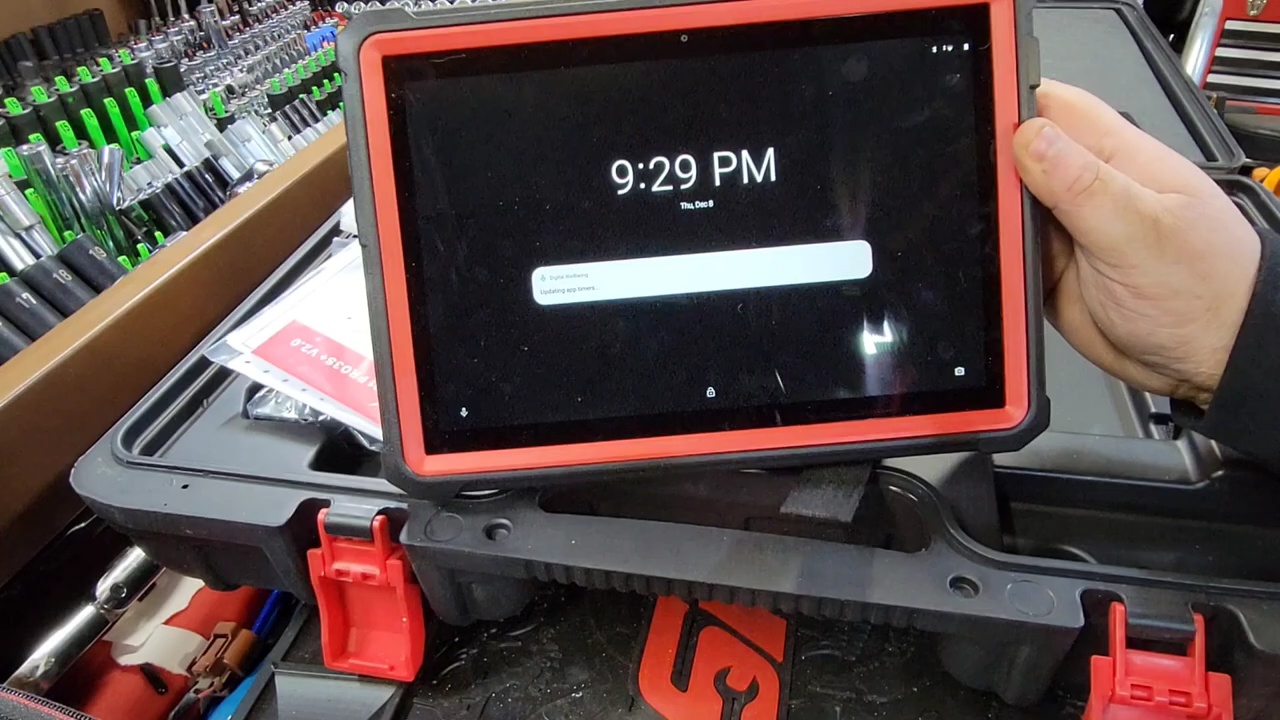 9:29 PM
Thu, Dec 8
Digital Wellbeing
Updating app timers...
PRO3S+ V2.0
19
18
17